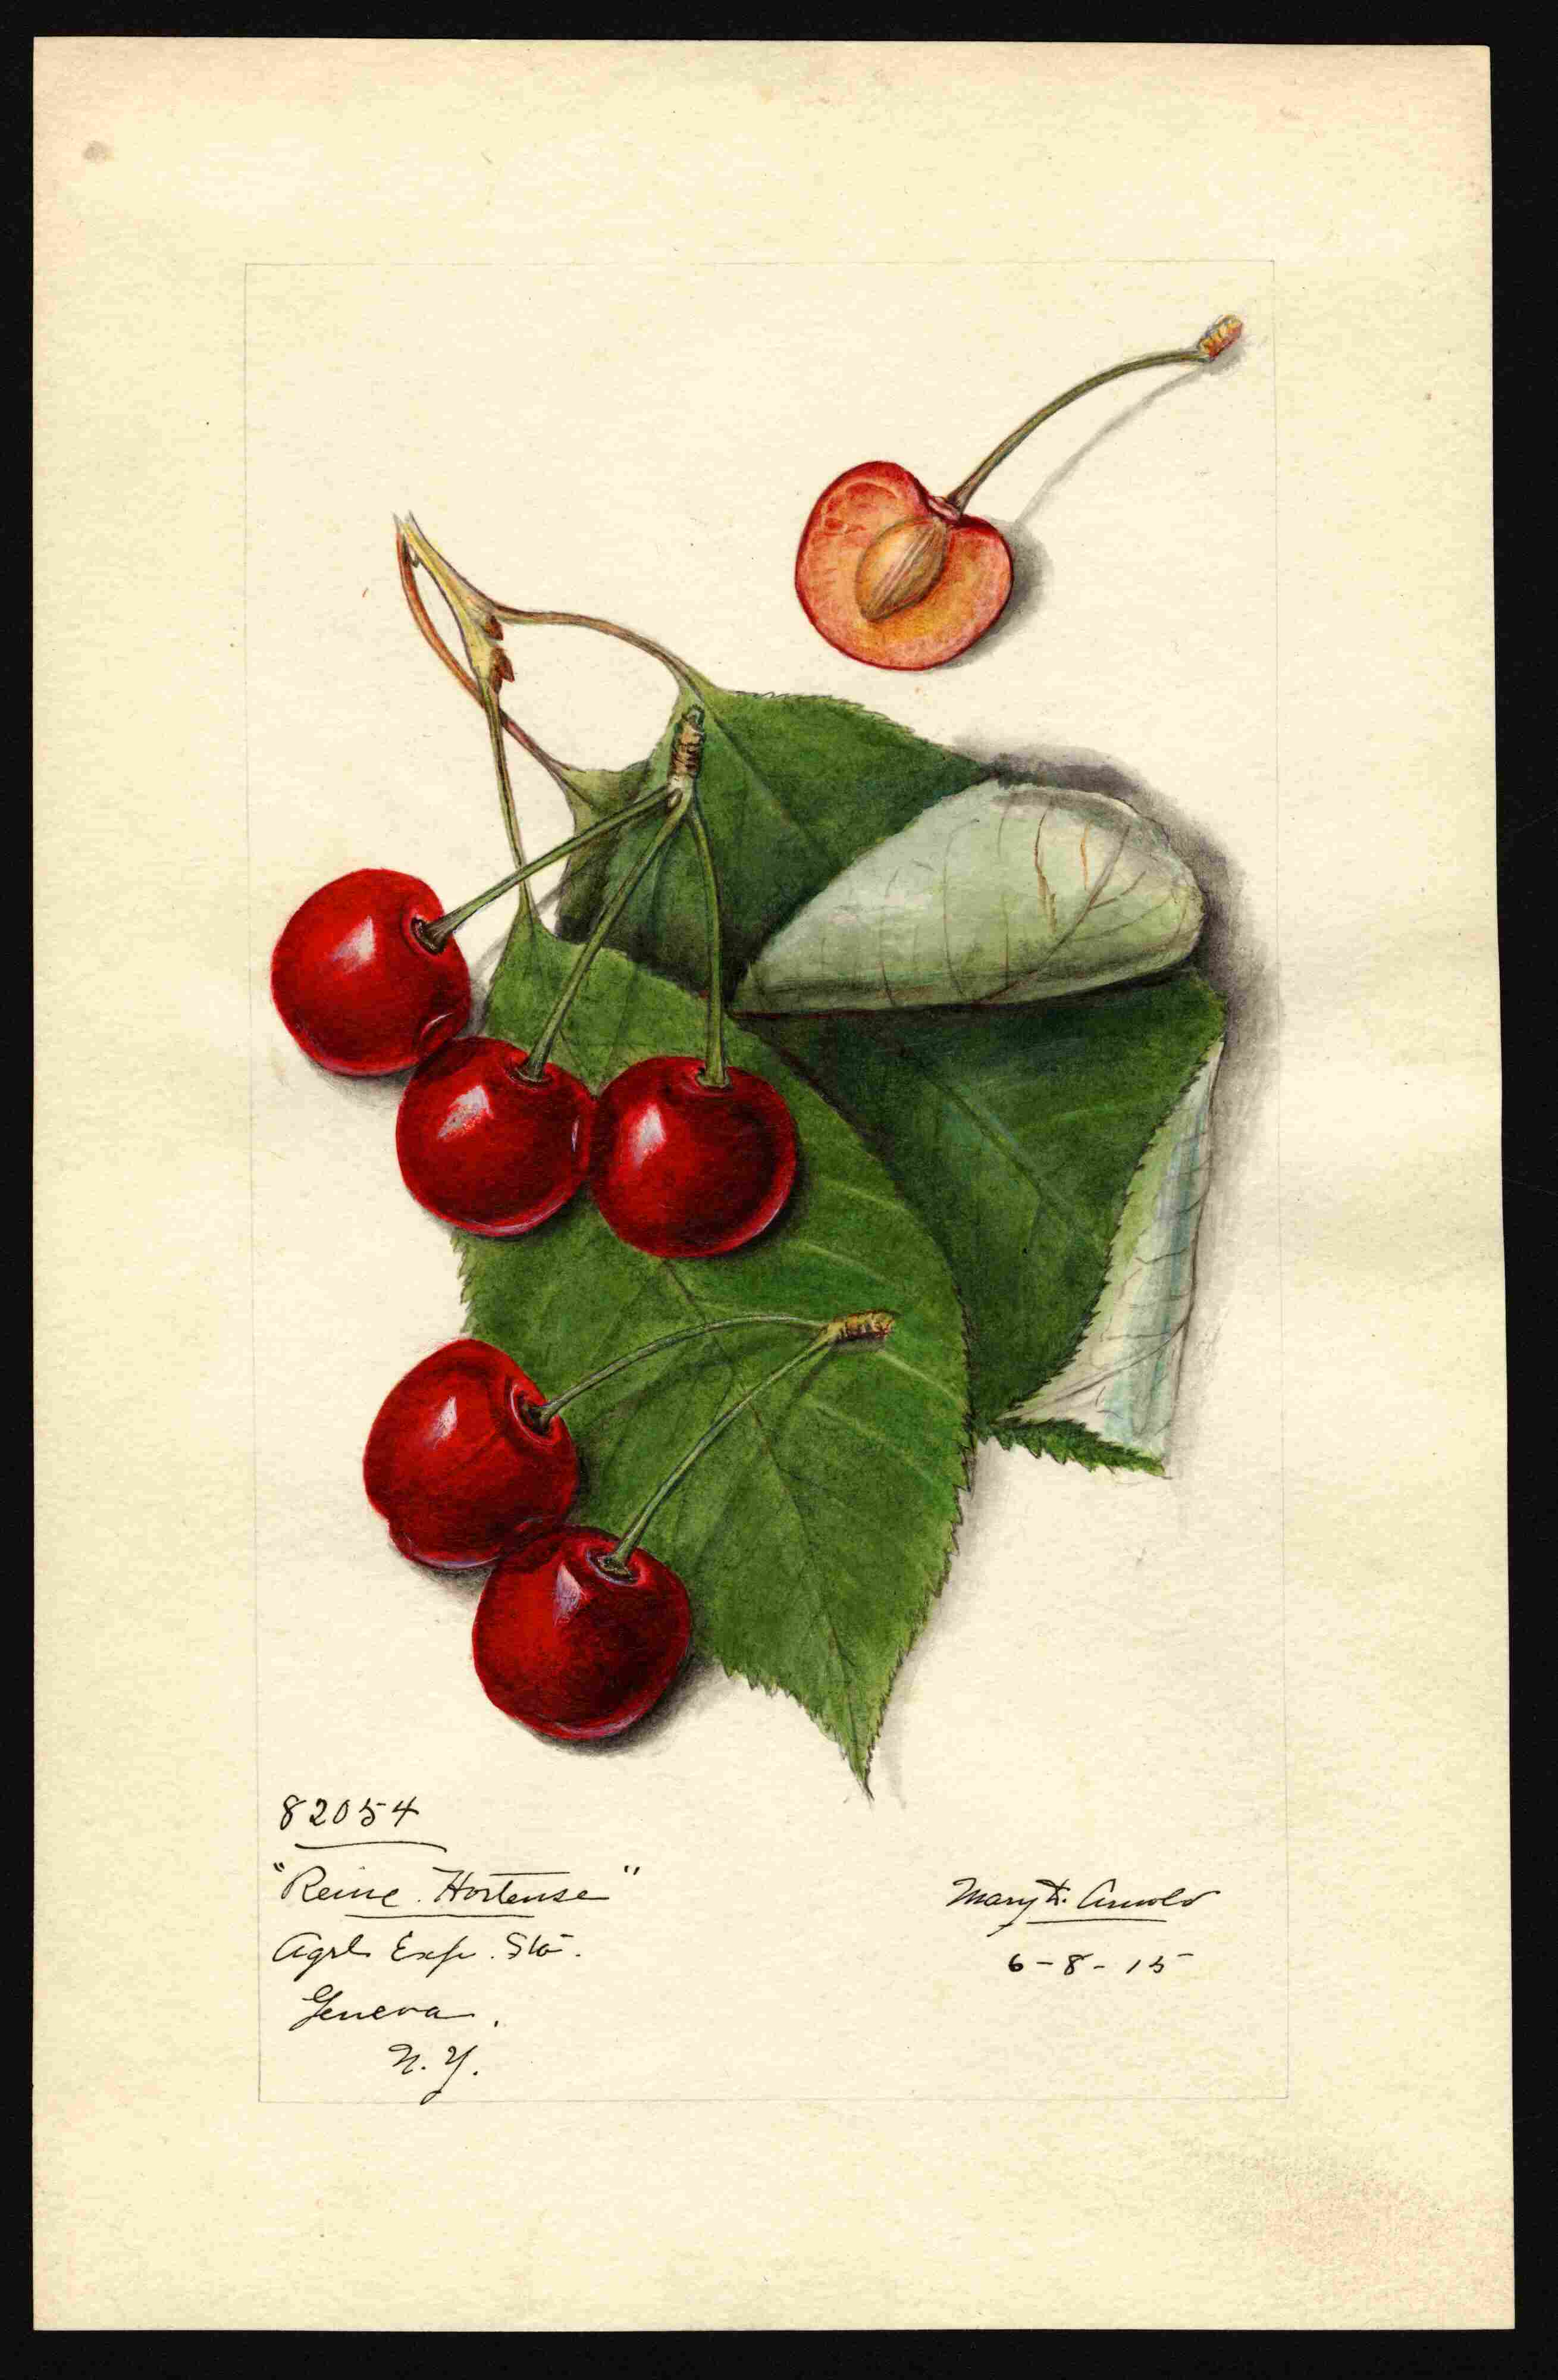 82054
"Reine Hortense"
Agrl. Exp. Sta.
Geneva.
N.Y.
Mary D. Arnold
6-8-15